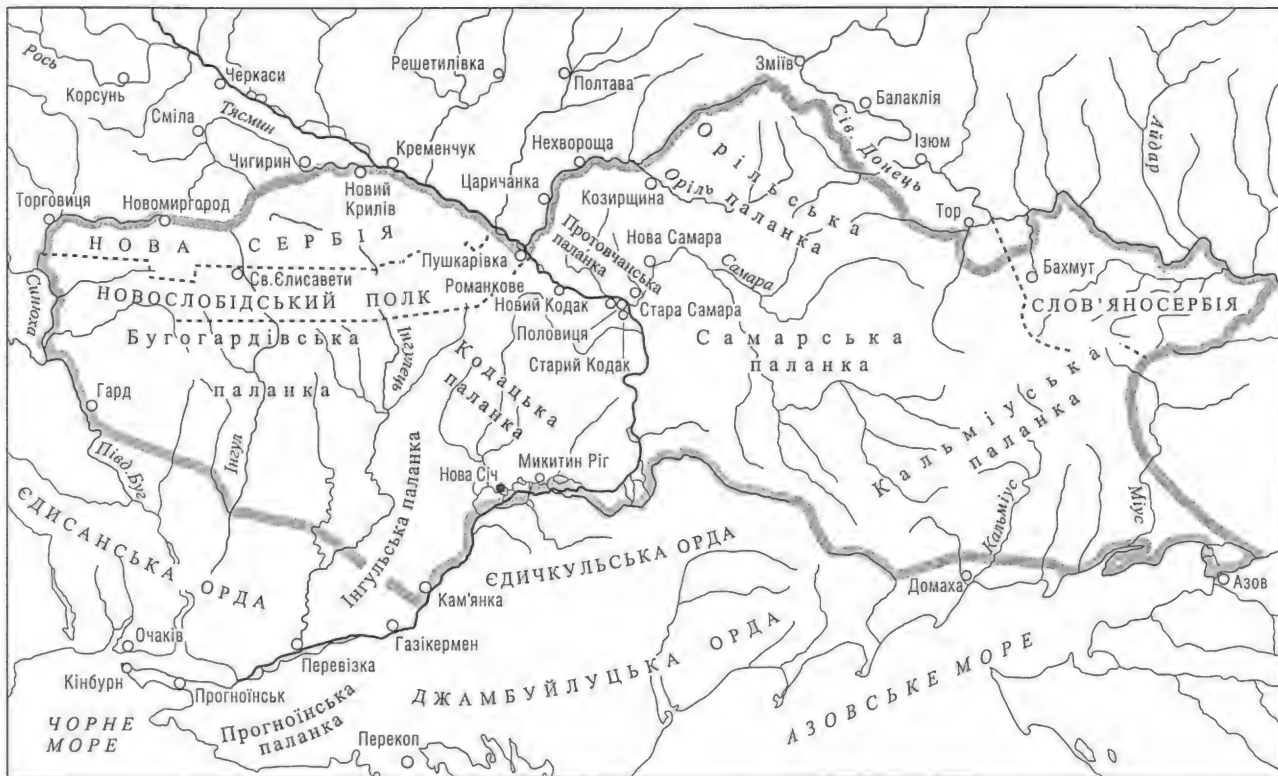 Рось
Корсунь
Черкаси
Сміла
Тясмин
Чигирин
Решетилівка
Полтава
Зміїв
Балаклія
Сів. Донець
Ізюм
Айдар
Кременчук
Новий
Крилів
Нехвороща
Царичанка
Козирщина
Орільська
паланка
Оріль
Тор
Торговиця
Новомиргород
НОВА СЕРБІЯ
Св.Єлисавети
НОВОСЛОБІДСЬКИЙ ПОЛК
Синюха
Пушкарівка
Романкове
Новий Кодак
Протовчанська
паланка
Нова Самара
Самара
Стара Самара
Половиця
Старий Кодак
Бахмут
СЛОВ'ЯНОСЕРБІЯ
Бугогардівська
паланка
Інгулець
Кодацька
паланка
Самарська
паланка
Кальміуська
паланка
Гард
Півд.Буг
Інгул
Нова Січ
Микитин Ріг
Інгульська паланка
Кальміус
Міус
ЄДИСАНСЬКА ОРДА
ЄДИЧКУЛЬСЬКА ОРДА
Кам'янка
Домаха
Азов
Очаків
Кінбурн
Прогноїнськ
Перевізка
Газікермен
ДЖАМБУЙЛУЦЬКА ОРДА
Прогноїнська
паланка
Перекоп
ЧОРНЕ
МОРЕ
АЗОВСЬКЕ МОРЕ